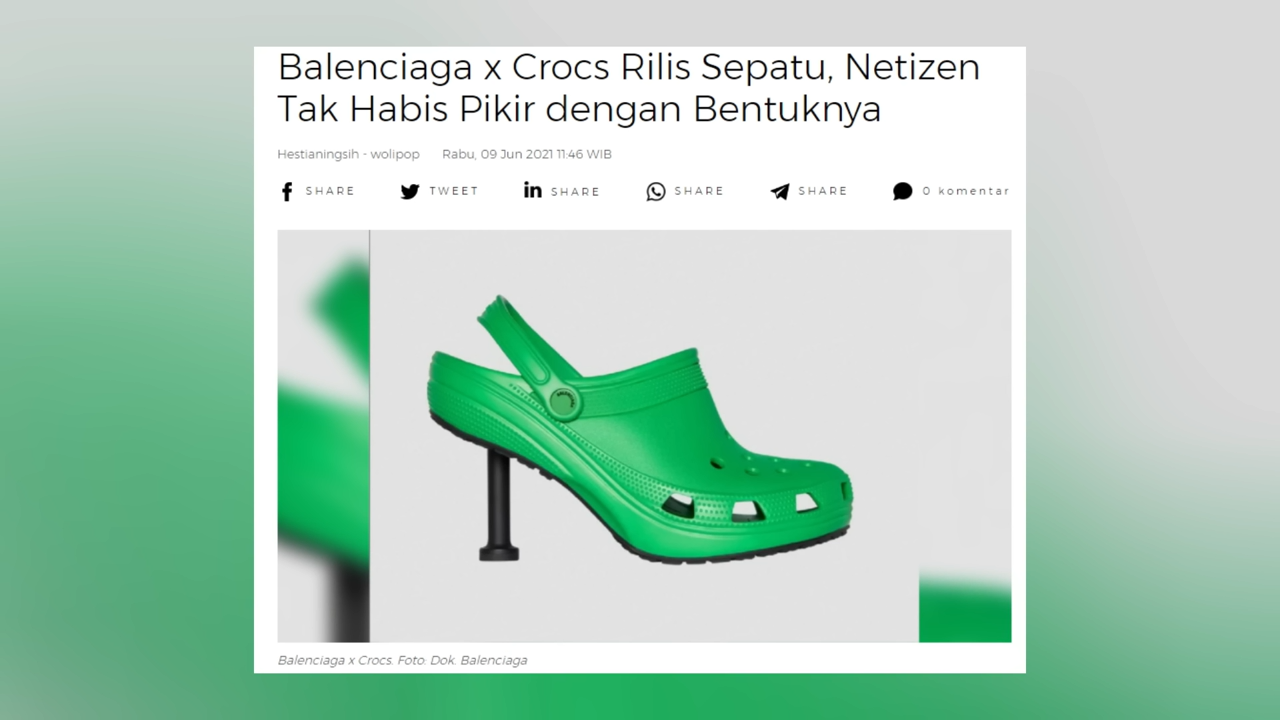 Balenciaga x Crocs Rilis Sepatu, Netizen
Tak Habis Pikir dengan Bentuknya
Hestianingsih - wolipop Rabu, 09 Jun 2021 11:46 WIB
SHARE TWEET SHARE SHARE SHARE 0 komentar
Balenciaga x Crocs. Foto: Dok. Balenciaga